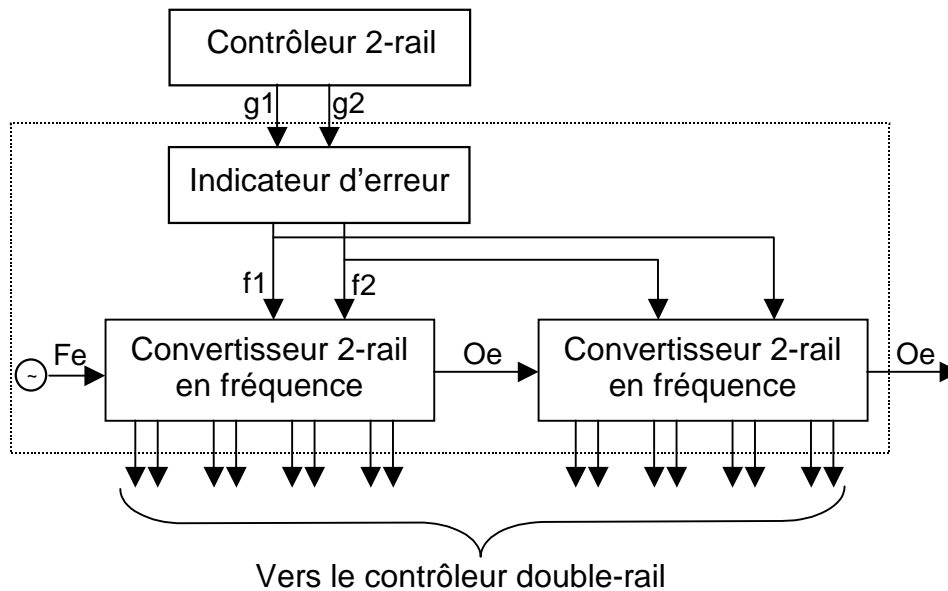 Contrôleur 2-rail
g1 g2
Indicateur d'erreur
f1 f2
Fe
Convertisseur 2-rail
en fréquence
Oe
Convertisseur 2-rail
en fréquence
Oe
~
Vers le contrôleur double-rail